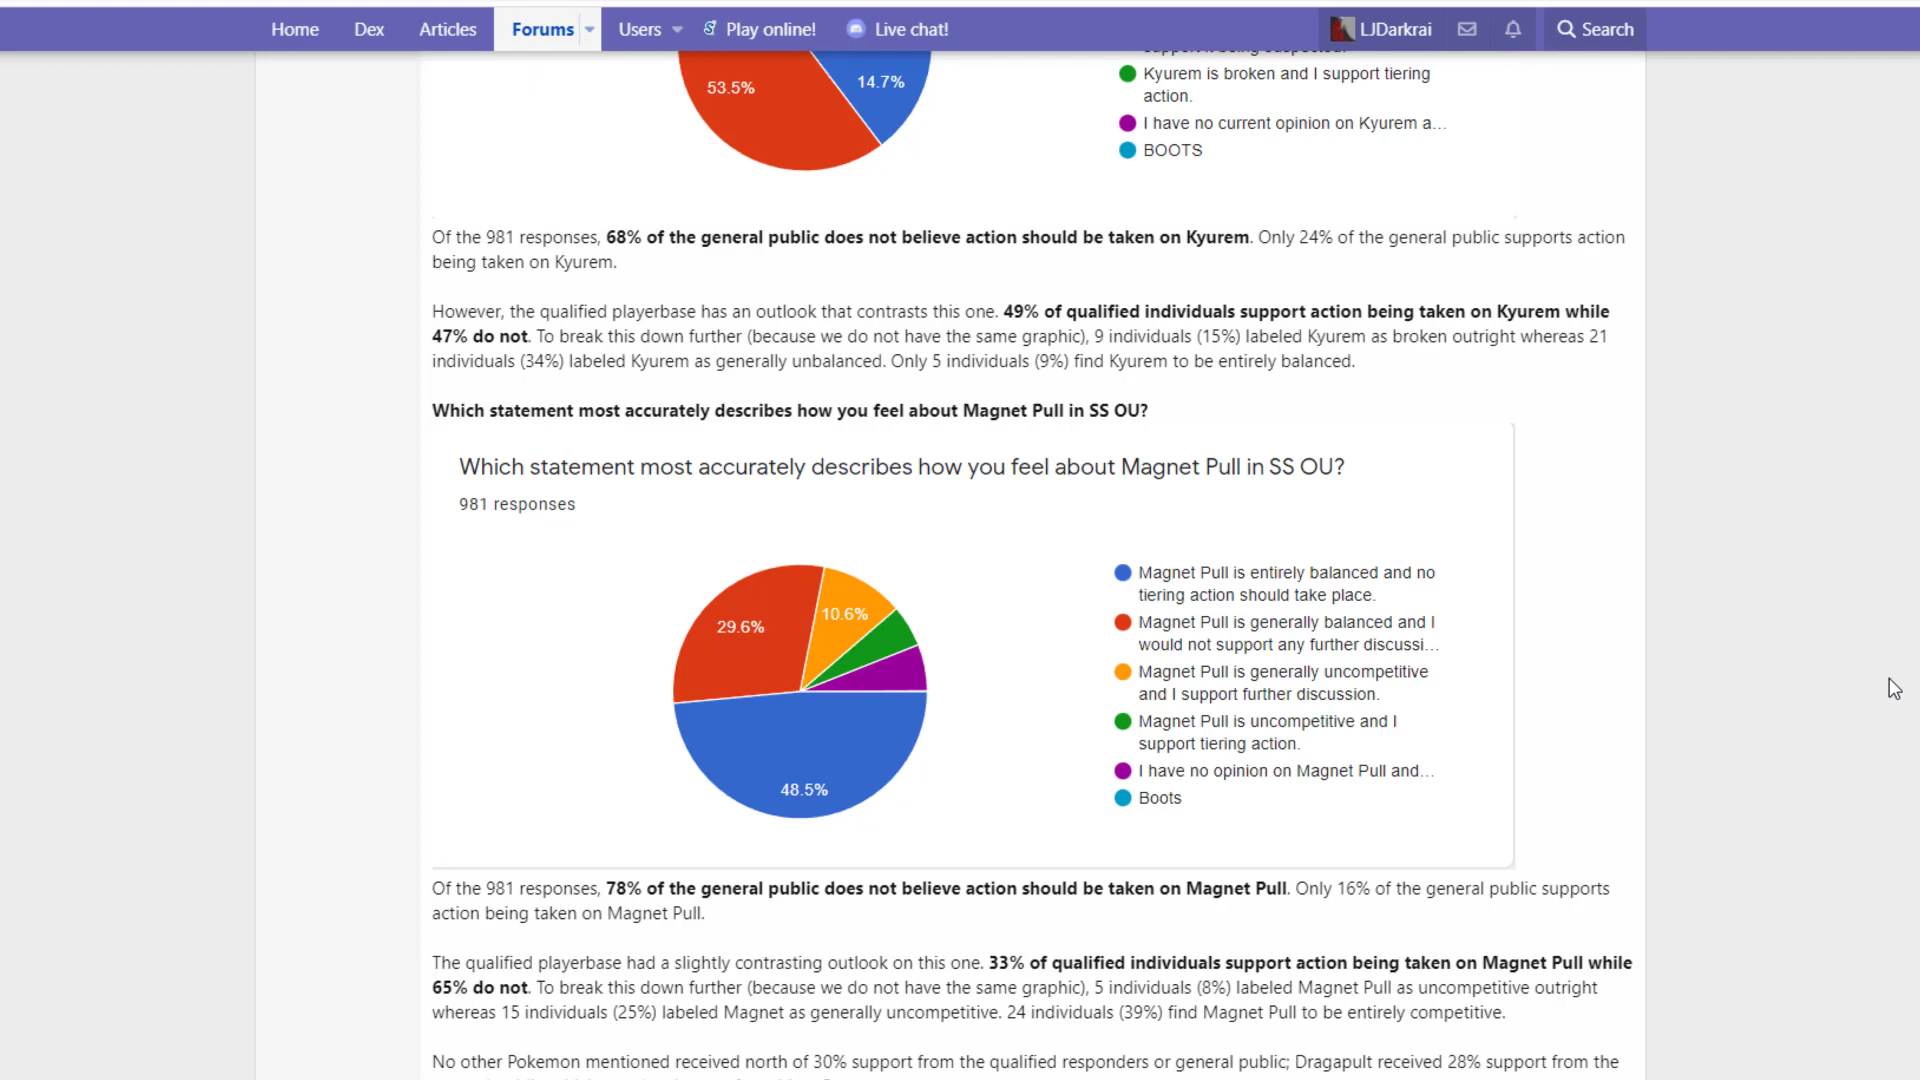 Home Dex Articles Forums Users Play online! Live chat! LJDarkrai Search
Kyurem is broken and I support tiering
action.
I have no current opinion on Kyurem a...
BOOTS
53.5%
14.7%
Of the 981 responses, 68% of the general public does not believe action should be taken on Kyurem. Only 24% of the general public supports action
being taken on Kyurem.
However, the qualified playerbase has an outlook that contrasts this one. 49% of qualified individuals support action being taken on Kyurem while
47% do not. To break this down further (because we do not have the same graphic), 9 individuals (15%) labeled Kyurem as broken outright whereas 21
individuals (34%) labeled Kyurem as generally unbalanced. Only 5 individuals (9%) find Kyurem to be entirely balanced.
Which statement most accurately describes how you feel about Magnet Pull in SS OU?
Which statement most accurately describes how you feel about Magnet Pull in SS OU?
981 responses
29.6%
10.6%
48.5%
Magnet Pull is entirely balanced and no
tiering action should take place.
Magnet Pull is generally balanced and I
would not support any further discussi...
Magnet Pull is generally uncompetitive
and I support further discussion.
Magnet Pull is uncompetitive and I
support tiering action.
I have no opinion on Magnet Pull and...
Boots
Of the 981 responses, 78% of the general public does not believe action should be taken on Magnet Pull. Only 16% of the general public supports
action being taken on Magnet Pull.
The qualified playerbase had a slightly contrasting outlook on this one. 33% of qualified individuals support action being taken on Magnet Pull while
65% do not. To break this down further (because we do not have the same graphic), 5 individuals (8%) labeled Magnet Pull as uncompetitive outright
whereas 15 individuals (25%) labeled Magnet as generally uncompetitive. 24 individuals (39%) find Magnet Pull to be entirely competitive.
No other Pokemon mentioned received north of 30% support from the qualified responders or general public; Dragapult received 28% support from the